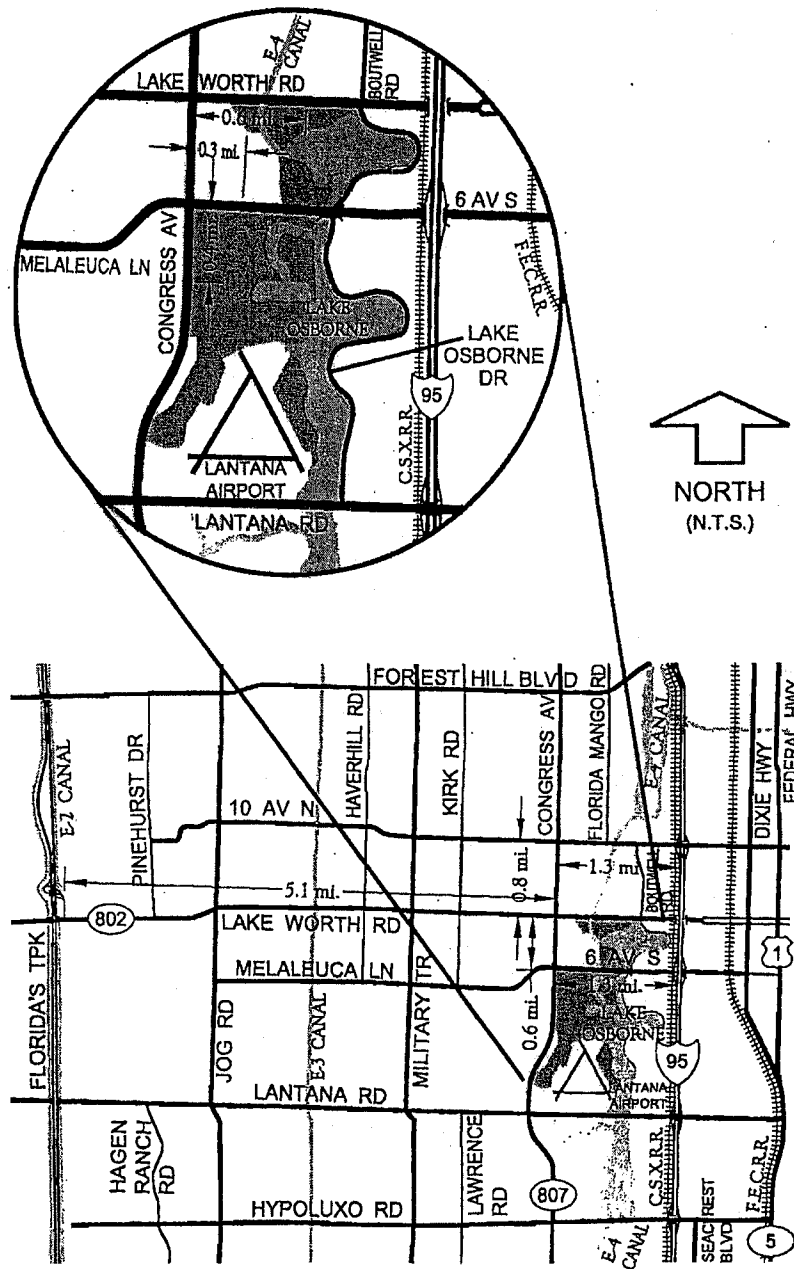 E-4
CANAL
LAKE WORTH RD
BOUTWELL
RD
0.3 mi.
6 AV S
MELALEUCA LN
CONGRESS AV
F.E.C.R.R.
LAKE
OSBORNE
LAKE
OSBORNE
DR
95
C.S.X.R.R.
LANTANA
AIRPORT
LANTANA RD
NORTH
(N.T.S.)
FOREST HILL BLVD
FLORIDA MANGO RD
E-4 CANAL
HAVERHILL RD
KIRK RD
CONGRESS AV
DIXIE HWY
FEDERAL HWY
PINEHURST DR
10 AV N
0.8 mi.
1.3 mi.
BOUTWELL
RD
5.1 mi.
802
LAKE WORTH RD
1
MELALEUCA LN
6 AV S
0.6 mi.
LAKE
OSBORNE
95
FLORIDA'S TPK
JOG RD
E-3 CANAL
MILITARY TR
LANTANA RD
LANTANA
AIRPORT
HAGEN
RANCH
RD
LAWRENCE
RD
807
C.S.X.R.R.
F.E.C.R.R.
HYPOLUXO RD
E-4
CANAL
SEACREST
BLVD
5